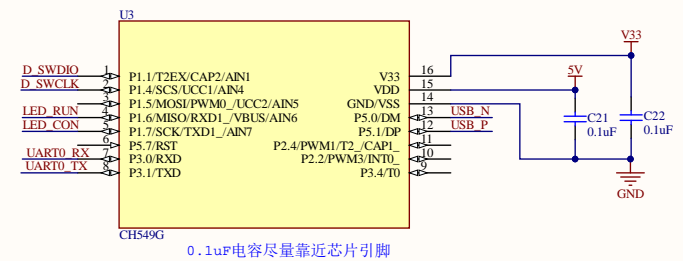 U3
V33
D_SWDIO 1 P1.1/T2EX/CAP2/AIN1 V33 16
5V
D_SWCLK 2 P1.4/SCS/UCC1/AIN4 VDD 15
3 P1.5/MOSI/PWM0_/UCC2/AIN5 GND/VSS 14
LED_RUN 4 P1.6/MISO/RXD1_/VBUS/AIN6 P5.0/DM 13 USB_N
C21 C22
LED_CON 5 P1.7/SCK/TXD1_/AIN7 P5.1/DP 12 USB_P
0.1uF 0.1uF
6 P5.7/RST P2.4/PWM1/T2_/CAP1_ 11
UART0_RX 7 P3.0/RXD P2.2/PWM3/INT0_ 10
UART0_TX 8 P3.1/TXD P3.4/T0 9
GND
CH549G
0.1uF电容尽量靠近芯片引脚